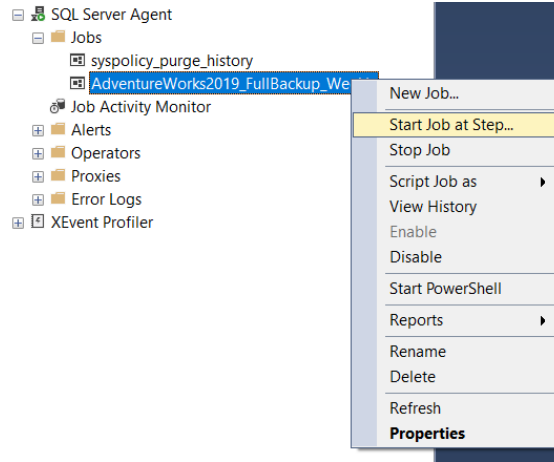 SQL Server Agent
Jobs
syspolicy_purge_history
AdventureWorks2019_FullBackup_We
Job Activity Monitor
Alerts
Operators
Proxies
Error Logs
XEvent Profiler
New Job...
Start Job at Step...
Stop Job
Script Job as
View History
Enable
Disable
Start PowerShell
Reports
Rename
Delete
Refresh
Properties